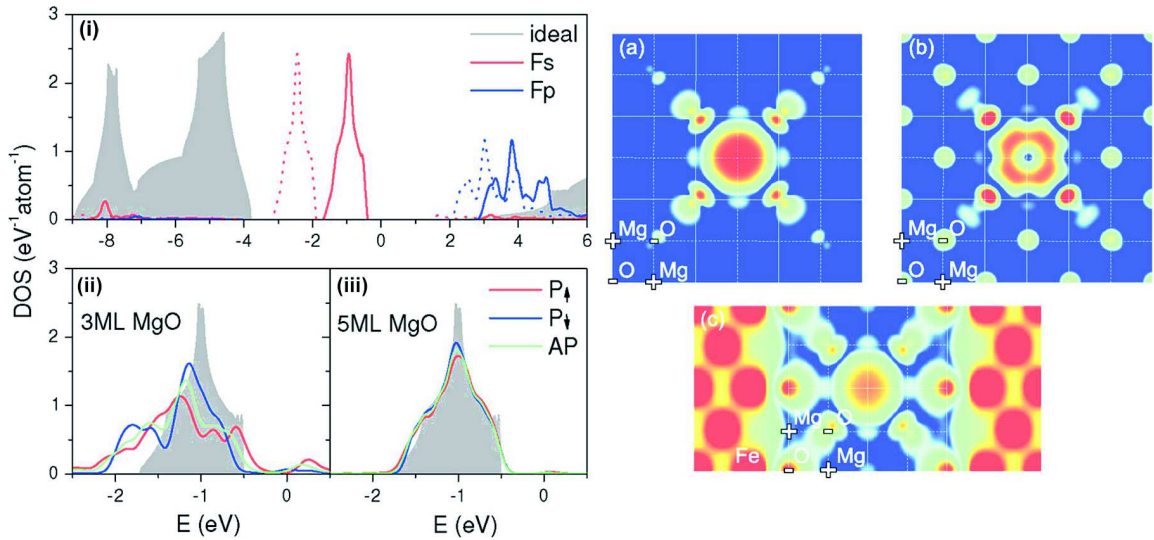 (i)
3
2
1
0
ideal
Fs
Fp
-8 -6 -4 -2 0 2 4 6
DOS (eV⁻¹atom⁻¹)
(ii)
3ML MgO
3
2
1
0
-2 -1 0
E (eV)
(iii)
5ML MgO
P↑
P↓
AP
-2 -1 0
E (eV)
(a)
Mg O
O Mg
(b)
Mg O
O Mg
(c)
Mg O
Fe O Mg